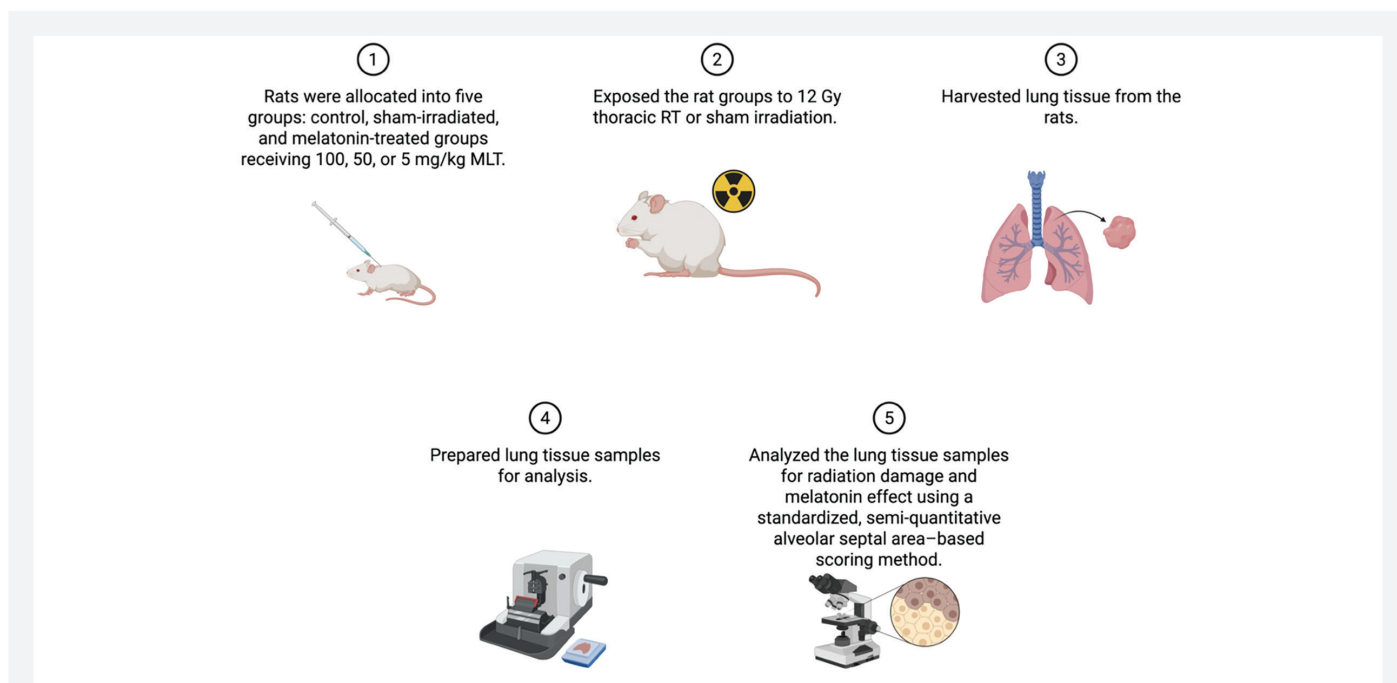 1
Rats were allocated into five
groups: control, sham-irradiated,
and melatonin-treated groups
receiving 100, 50, or 5 mg/kg MLT.
2
Exposed the rat groups to 12 Gy
thoracic RT or sham irradiation.
3
Harvested lung tissue from the
rats.
4
Prepared lung tissue samples
for analysis.
5
Analyzed the lung tissue samples
for radiation damage and
melatonin effect using a
standardized, semi-quantitative
alveolar septal area–based
scoring method.